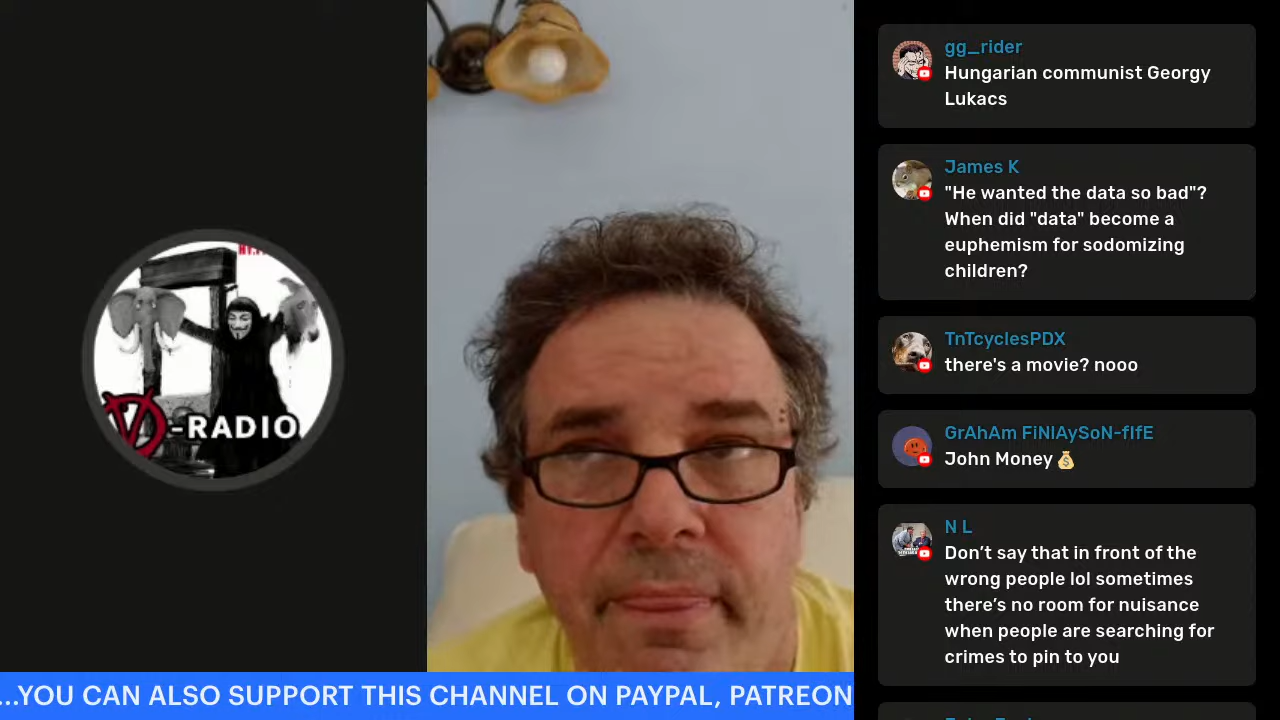 -RADIO
...YOU CAN ALSO SUPPORT THIS CHANNEL ON PAYPAL, PATREON
gg_rider
Hungarian communist Georgy
Lukacs
James K
"He wanted the data so bad"?
When did "data" become a
euphemism for sodomizing
children?
TnTcyclesPDX
there's a movie? nooo
GrAhAm FiNlAySoN-fIfE
John Money💰
N L
Don’t say that in front of the
wrong people lol sometimes
there’s no room for nuisance
when people are searching for
crimes to pin to you